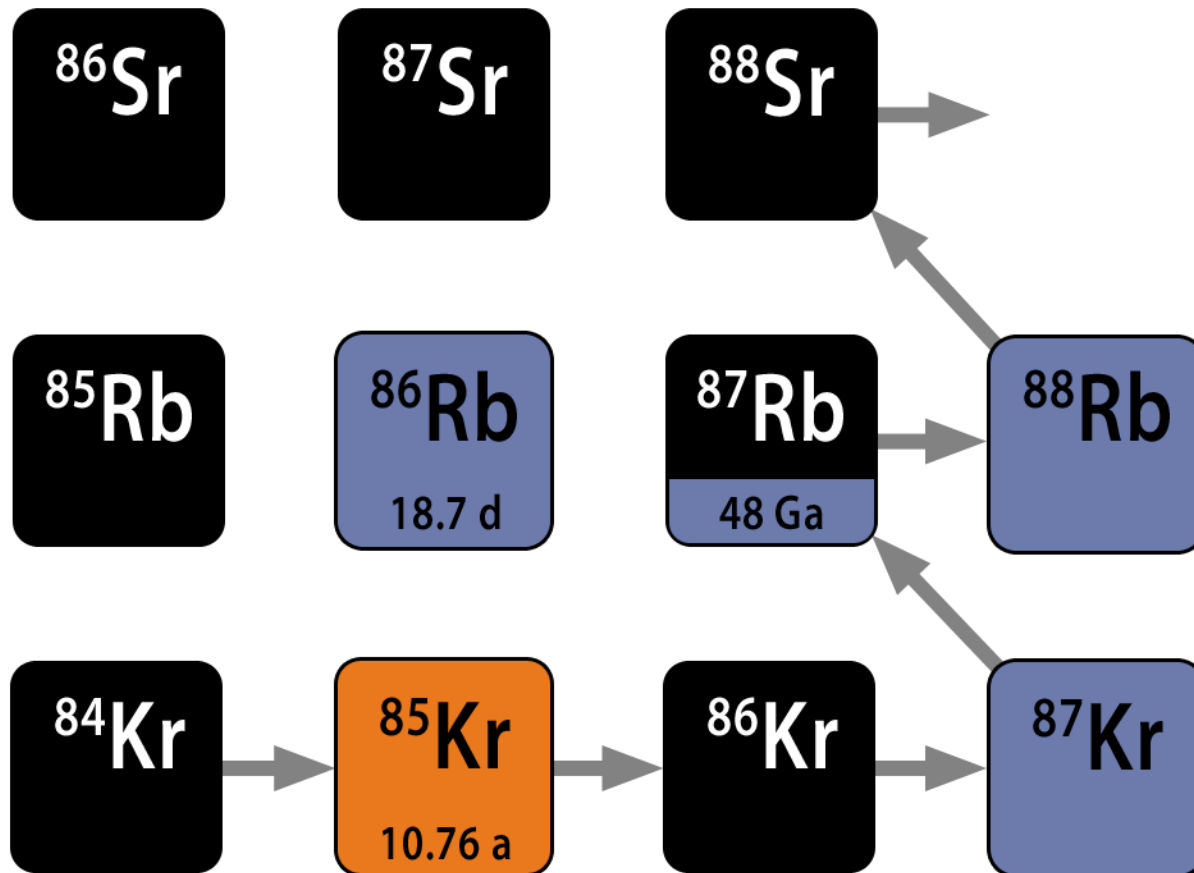 ⁸⁶Sr
⁸⁷Sr
⁸⁸Sr
⁸⁵Rb
⁸⁶Rb
18.7 d
⁸⁷Rb
48 Ga
⁸⁸Rb
⁸⁴Kr
⁸⁵Kr
10.76 a
⁸⁶Kr
⁸⁷Kr